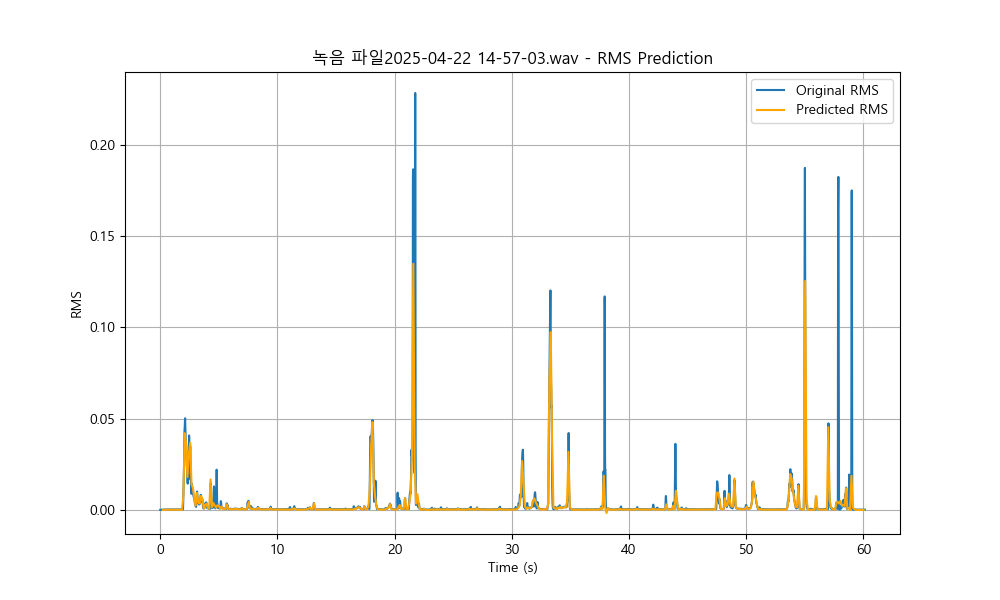 녹음 파일2025-04-22 14-57-03.wav - RMS Prediction
Original RMS
Predicted RMS
RMS
0.20
0.15
0.10
0.05
0.00
0 10 20 30 40 50 60
Time (s)